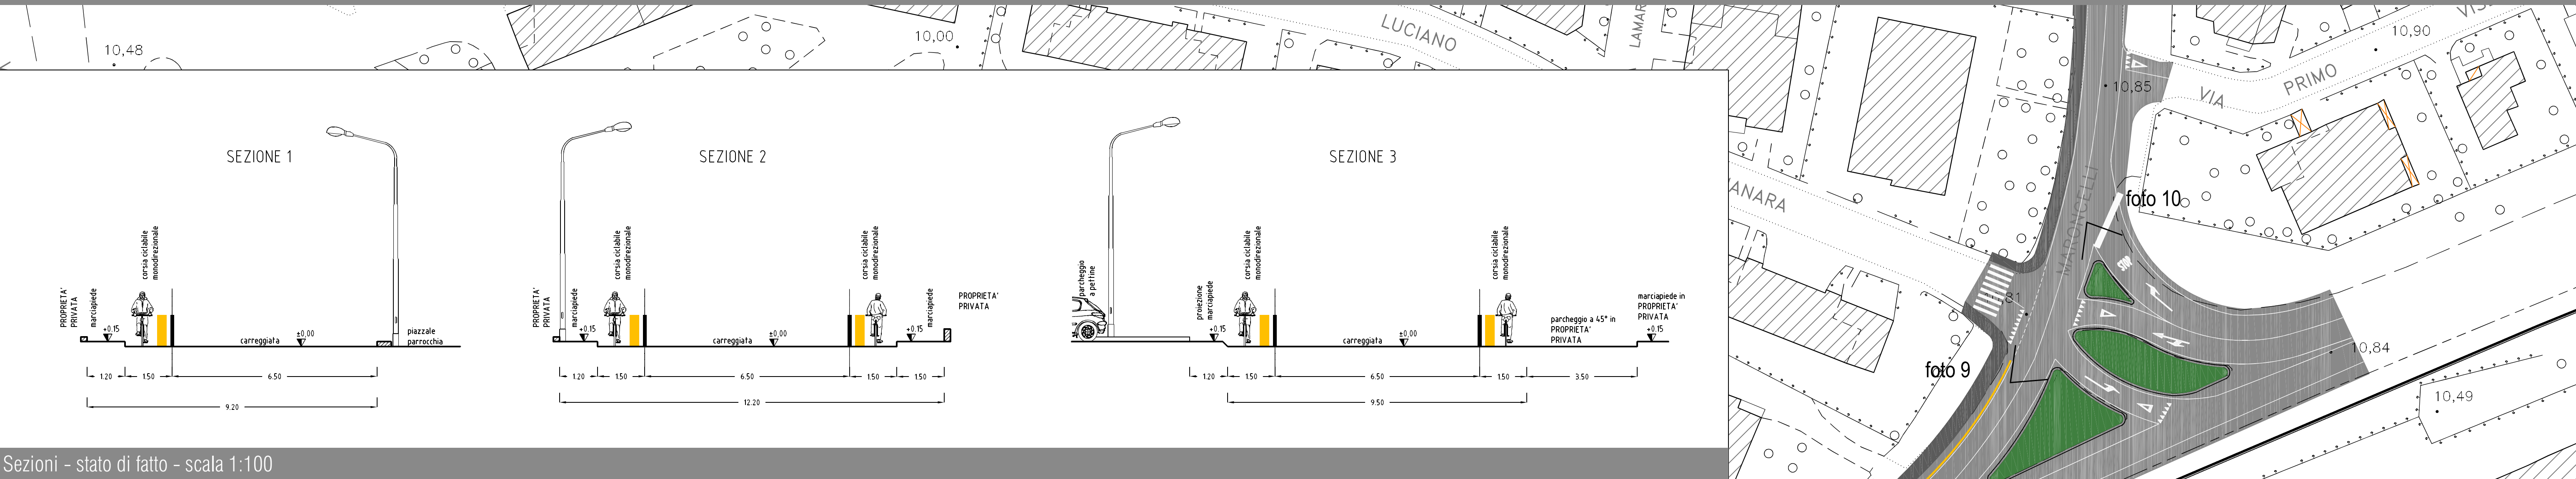 10,48
10,00
LUCIANO
LAMAR
10,90
10,85
VIA
PRIMO
ANARA
MARONCELLI
foto 10
STOP
81
foto 9
10,84
10,49
SEZIONE 1
PROPRIETA'
PRIVATA
marciapiede
+0.15
corsia ciclabile
monodirezionale
carreggiata
±0,00
piazzale
parrocchia
1.20
1.50
6.50
9.20
SEZIONE 2
PROPRIETA'
PRIVATA
marciapiede
+0.15
corsia ciclabile
monodirezionale
carreggiata
±0,00
corsia ciclabile
monodirezionale
+0.15
marciapiede
PROPRIETA'
PRIVATA
1.20
1.50
6.50
1.50
1.50
12.20
SEZIONE 3
parcheggio
a pettine
proiezione
marciapiede
+0.15
corsia ciclabile
monodirezionale
carreggiata
±0,00
corsia ciclabile
monodirezionale
parcheggio a 45° in
PROPRIETA'
PRIVATA
marciapiede in
PROPRIETA'
PRIVATA
+0.15
1.20
1.50
6.50
1.50
3.50
9.50
Sezioni - stato di fatto - scala 1:100